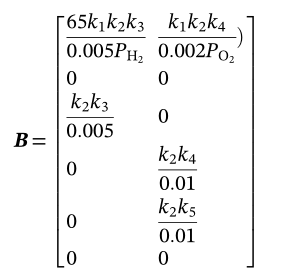 B = [ 65k₁k₂k₃ / 0.005P_H₂    k₁k₂k₄ / 0.002P_O₂ )
0    0
k₂k₃ / 0.005    0
0    k₂k₄ / 0.01
0    k₂k₅ / 0.01
0    0 ]